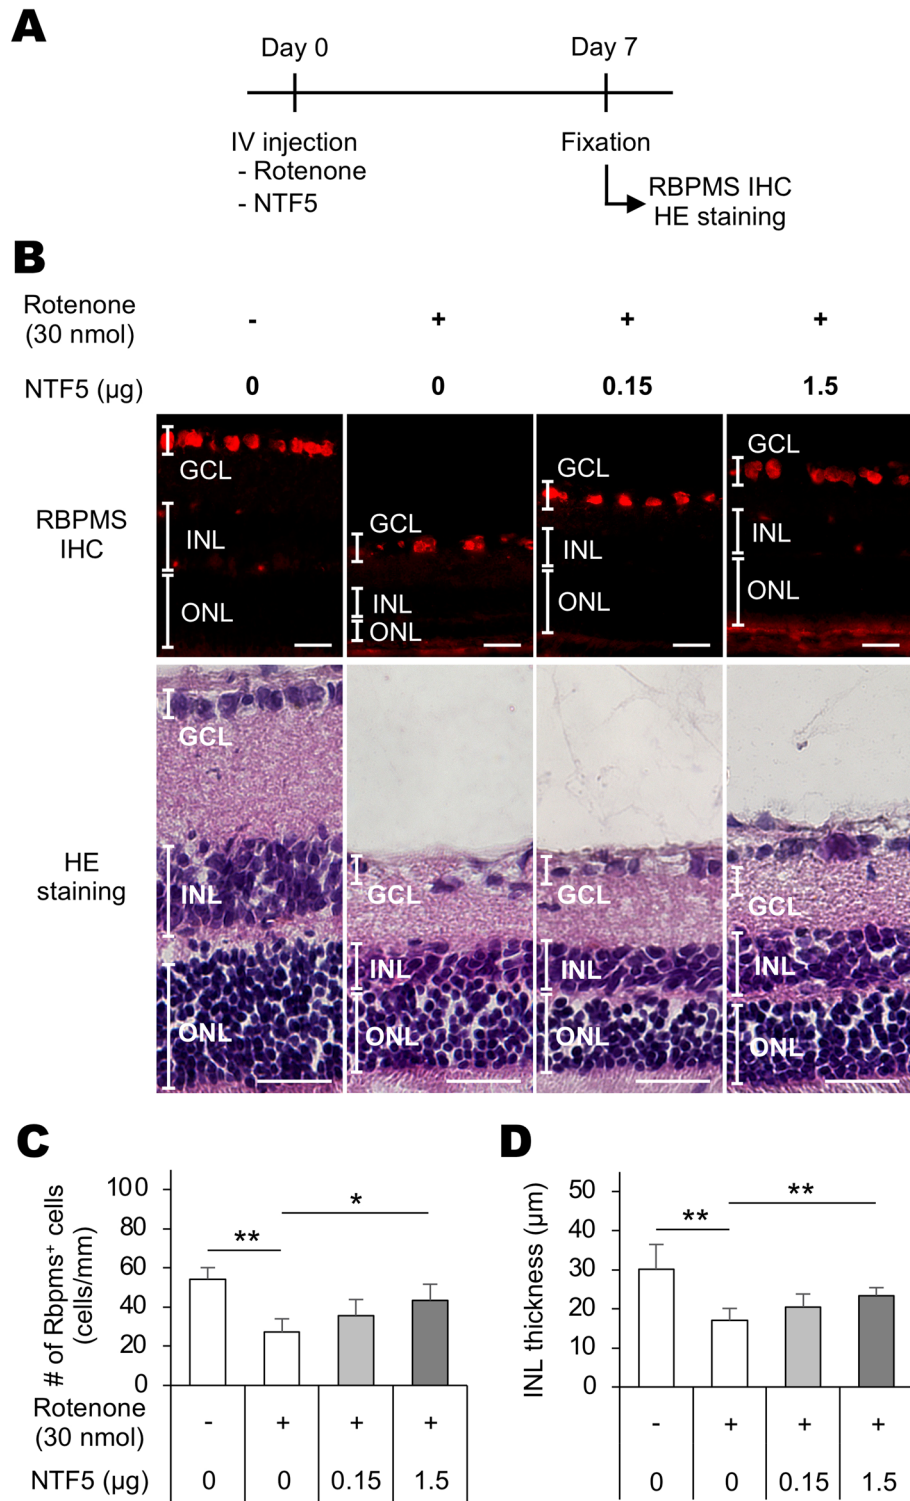 A
Day 0
Day 7
IV injection
- Rotenone
- NTF5
Fixation
RBPMS IHC
HE staining
B
Rotenone
(30 nmol)
- + + +
NTF5 (μg)
0 0 0.15 1.5
RBPMS
IHC
GCL
INL
ONL
GCL
INL
ONL
GCL
INL
ONL
GCL
INL
ONL
HE
staining
GCL
INL
ONL
GCL
INL
ONL
GCL
INL
ONL
GCL
INL
ONL
C
# of Rbpms⁺ cells
(cells/mm)
100
80
60
40
20
0
**
*
Rotenone
(30 nmol)
- + + +
NTF5 (μg)
0 0 0.15 1.5
D
INL thickness (μm)
50
40
30
20
10
0
**
**
- + + +
0 0 0.15 1.5